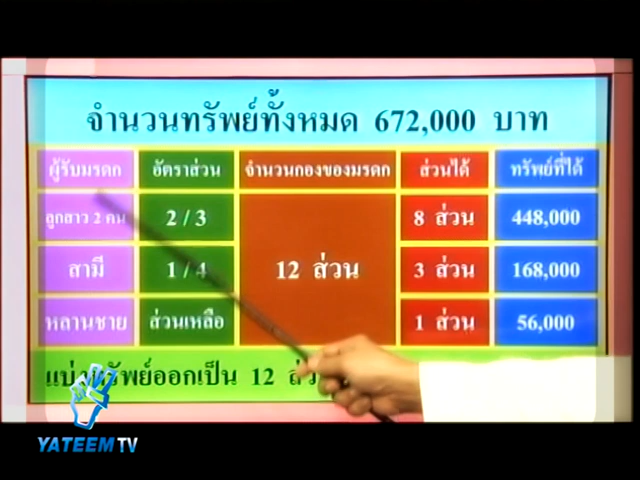 จำนวนทรัพย์ทั้งหมด 672,000 บาท
ผู้รับมรดก อัตราส่วน จำนวนกองของมรดก ส่วนได้ ทรัพย์ที่ได้
ลูกสาว 2 คน 2 / 3 8 ส่วน 448,000
สามี 1 / 4 12 ส่วน 3 ส่วน 168,000
หลานชาย ส่วนเหลือ 1 ส่วน 56,000
แบ่งทรัพย์ออกเป็น 12
YATEEM TV